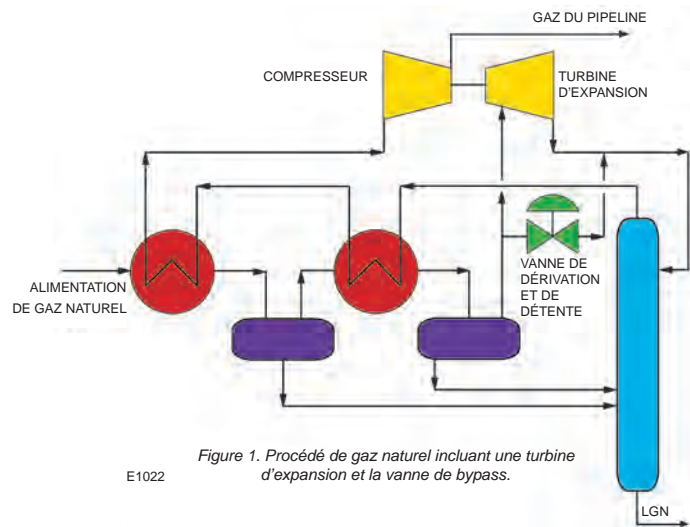 GAZ DU PIPELINE
COMPRESSEUR
TURBINE
D'EXPANSION
ALIMENTATION
DE GAZ NATUREL
VANNE DE
DÉRIVATION
ET DE
DÉTENTE
Figure 1. Procédé de gaz naturel incluant une turbine
d'expansion et la vanne de bypass.
E1022
LGN